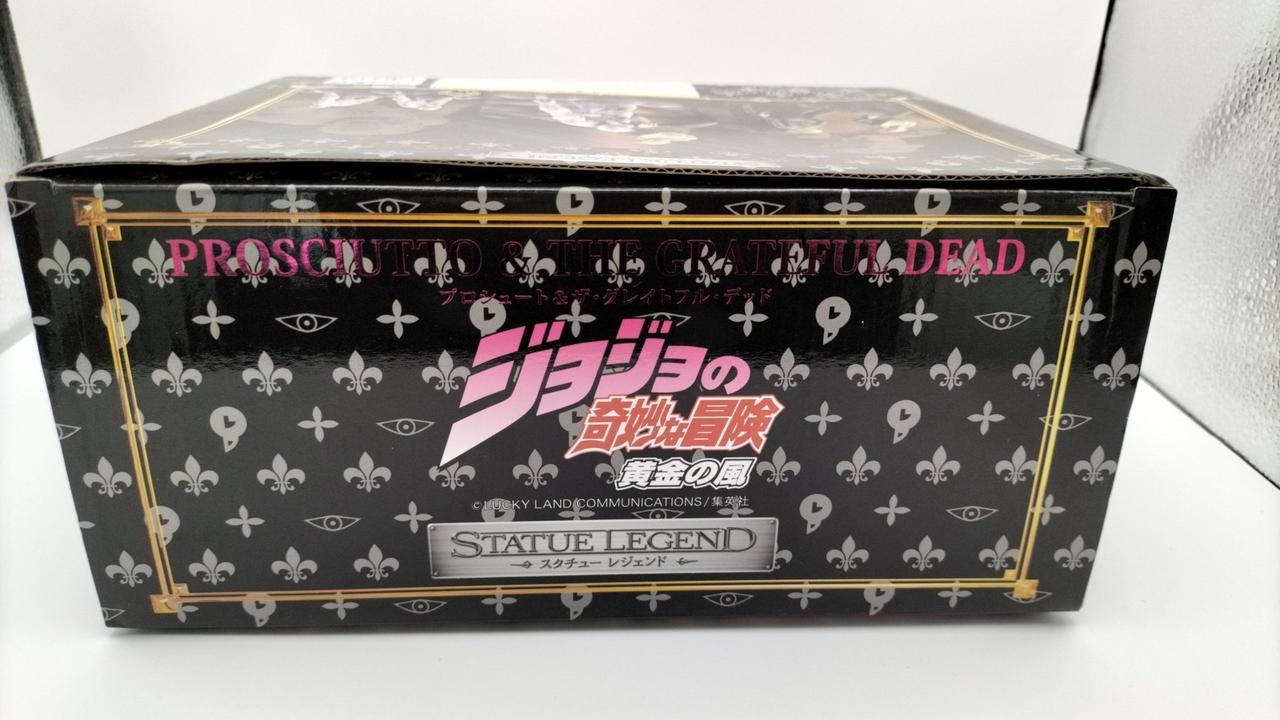 PROSCIUTTO & THE GRATEFUL DEAD
プロシュート&ザ・グレイトフル・デッド
ジョジョの
奇妙な冒険
黄金の風
©LUCKY LAND COMMUNICATIONS/集英社
STATUE LEGEND
スタチュー レジェンド